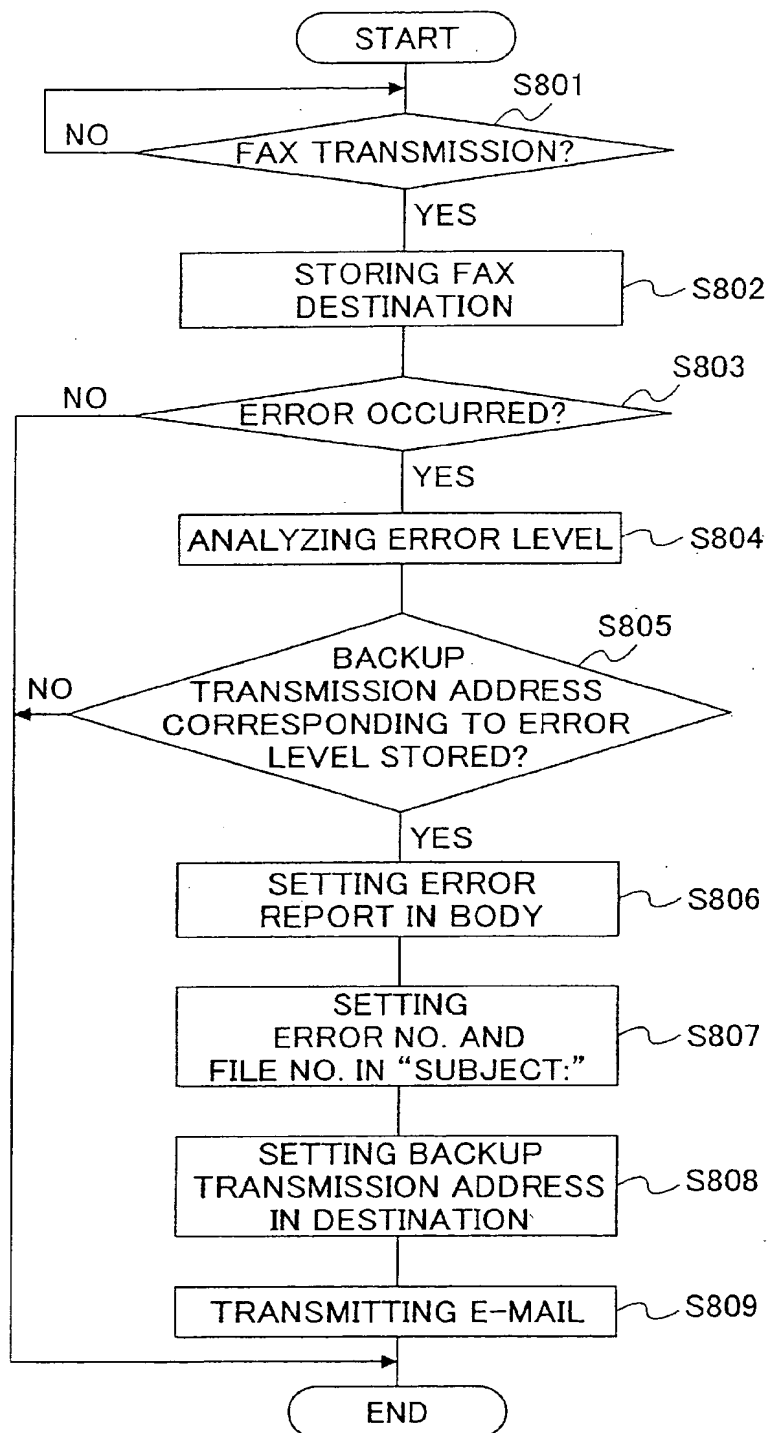 START
S801
NO
FAX TRANSMISSION?
YES
STORING FAX
DESTINATION
S802
S803
NO
ERROR OCCURRED?
YES
ANALYZING ERROR LEVEL
S804
S805
BACKUP
NO
TRANSMISSION ADDRESS
CORRESPONDING TO ERROR
LEVEL STORED?
YES
SETTING ERROR
REPORT IN BODY
S806
SETTING
ERROR NO. AND
FILE NO. IN “SUBJECT:”
S807
SETTING BACKUP
TRANSMISSION ADDRESS
IN DESTINATION
S808
TRANSMITTING E-MAIL
S809
END